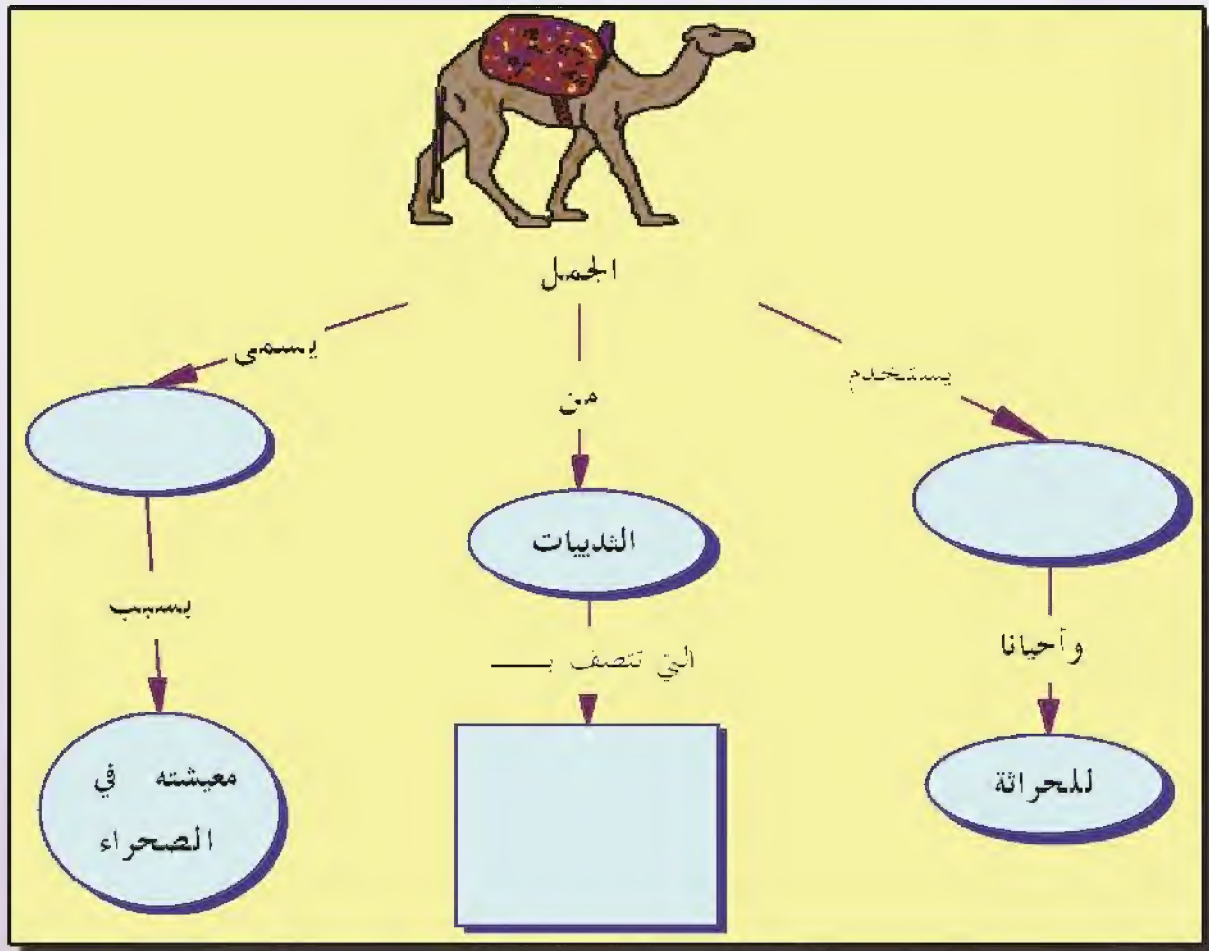 الجمل
يسمى
من
يستخدم
الثدييات
بسبب
التي تتصف بـ
وأحيانا
معيشته في
الصحراء
للحراثة